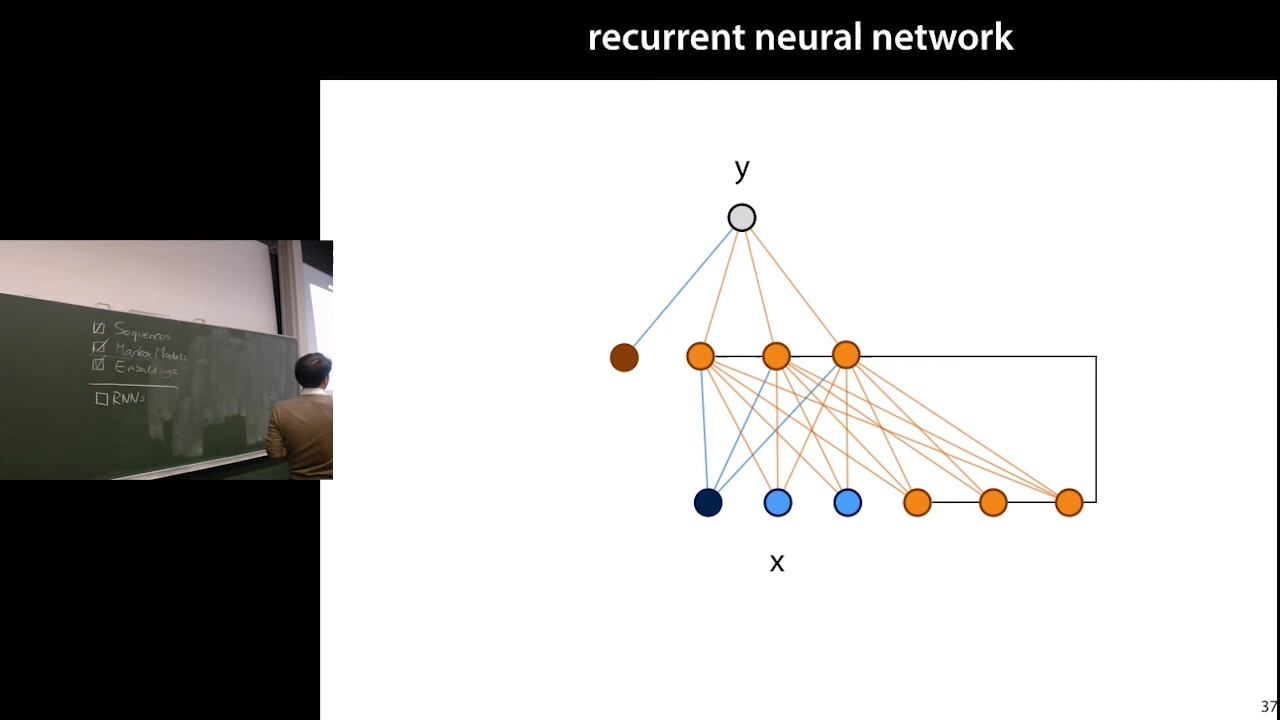 recurrent neural network
y
x
Sequences
Markov Models
Embeddings
RNNs
37